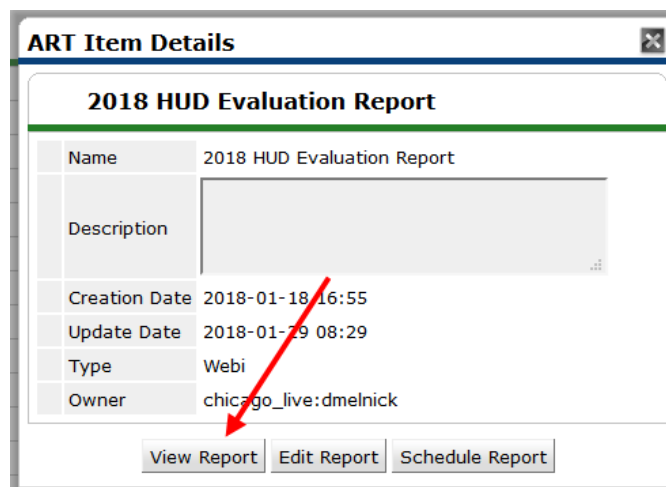 ART Item Details
2018 HUD Evaluation Report
Name 2018 HUD Evaluation Report
Description
Creation Date 2018-01-18 16:55
Update Date 2018-01-29 08:29
Type Webi
Owner chicago_live:dmelnick
View Report Edit Report Schedule Report